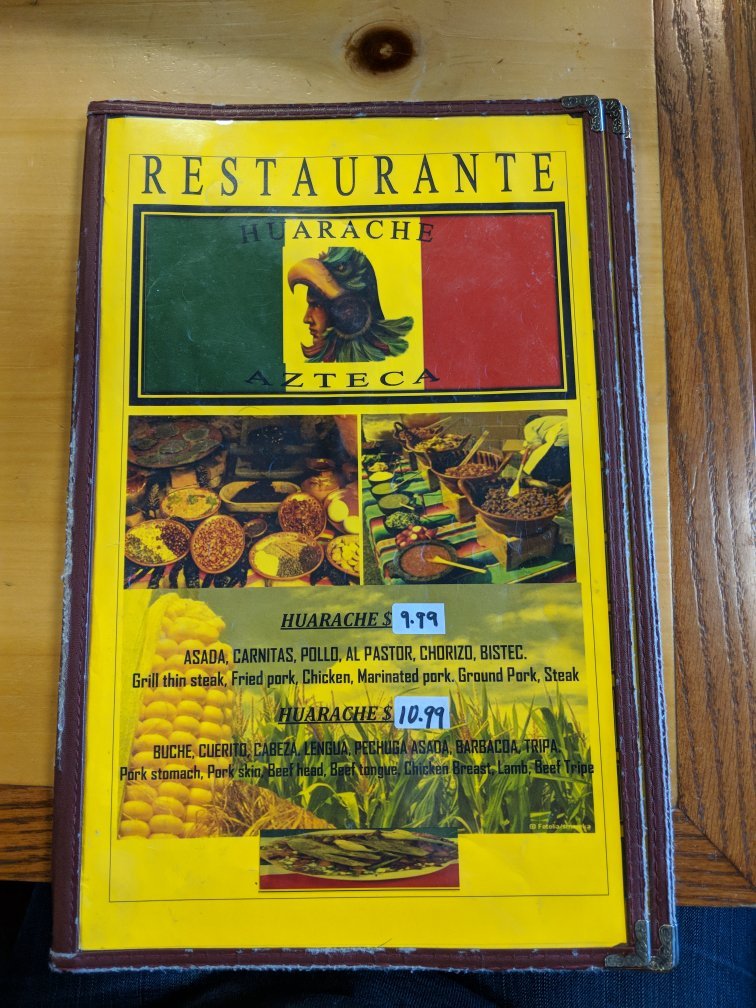 RESTAURANTE
HUARACHE
AZTECA
HUARACHE $ 9.99
ASADA, CARNITAS, POLLO, AL PASTOR, CHORIZO, BISTEC.
Grill thin steak, Fried pork, Chicken, Marinated pork. Ground Pork, Steak
HUARACHE $ 10.99
BUCHE, CUERITO, CABEZA, LENGUA, PECHUGA ASADA, BARBACOA, TRIPA.
Pork stomach, Pork skin, Beef head, Beef tongue, Chicken Breast, Lamb, Beef Tripe
© Fotolia/